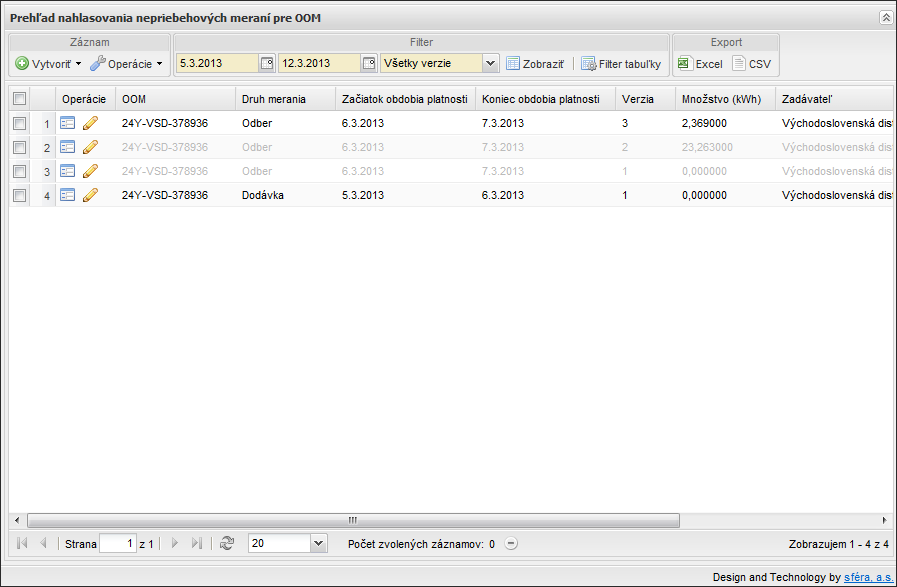 Prehľad nahlasovania nepriebehových meraní pre OOM
Záznam Filter Export
Vytvoriť Operácie 5.3.2013 12.3.2013 Všetky verzie Zobraziť Filter tabuľky Excel CSV
Operácie OOM Druh merania Začiatok obdobia platnosti Koniec obdobia platnosti Verzia Množstvo (kWh) Zadávateľ
1 24Y-VSD-378936 Odber 6.3.2013 7.3.2013 3 2,369000 Východoslovenská dis
2 24Y-VSD-378936 Odber 6.3.2013 7.3.2013 2 23,263000 Východoslovenská dis
3 24Y-VSD-378936 Odber 6.3.2013 7.3.2013 1 0,000000 Východoslovenská dis
4 24Y-VSD-378936 Dodávka 5.3.2013 6.3.2013 1 0,000000 Východoslovenská dis
Strana 1 z 1 20 Počet zvolených záznamov: 0 Zobrazujem 1 - 4 z 4
Design and Technology by sféra, a.s.